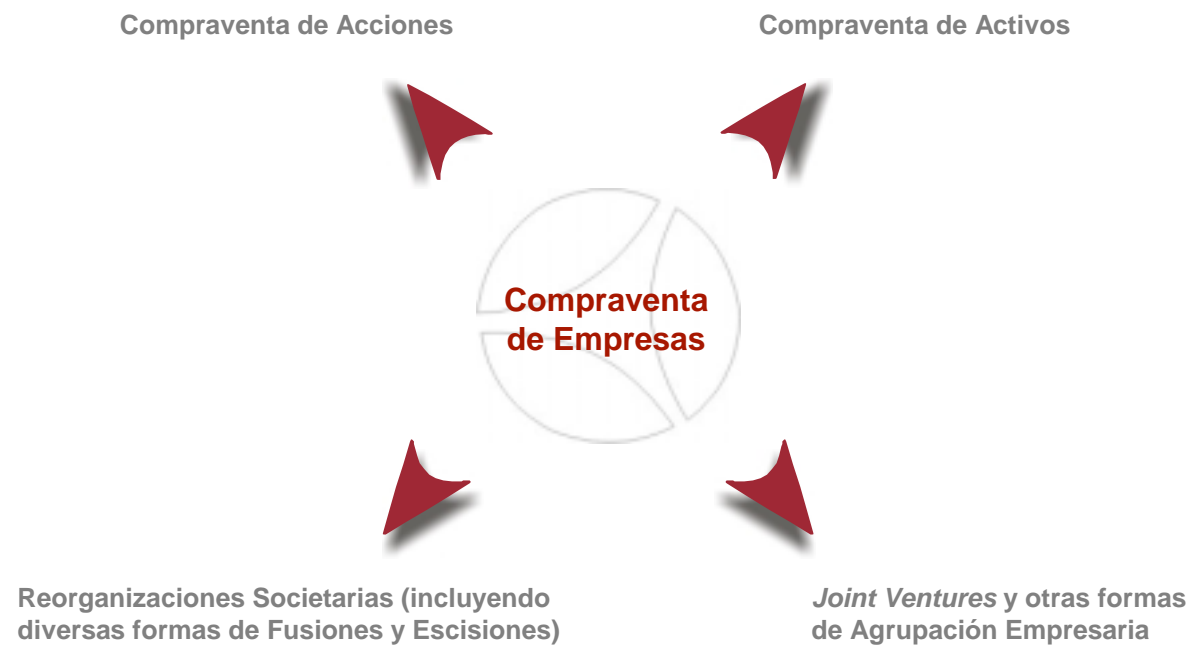 Compraventa de Acciones
Compraventa de Activos
Compraventa
de Empresas
Reorganizaciones Societarias (incluyendo
diversas formas de Fusiones y Escisiones)
Joint Ventures y otras formas
de Agrupación Empresaria